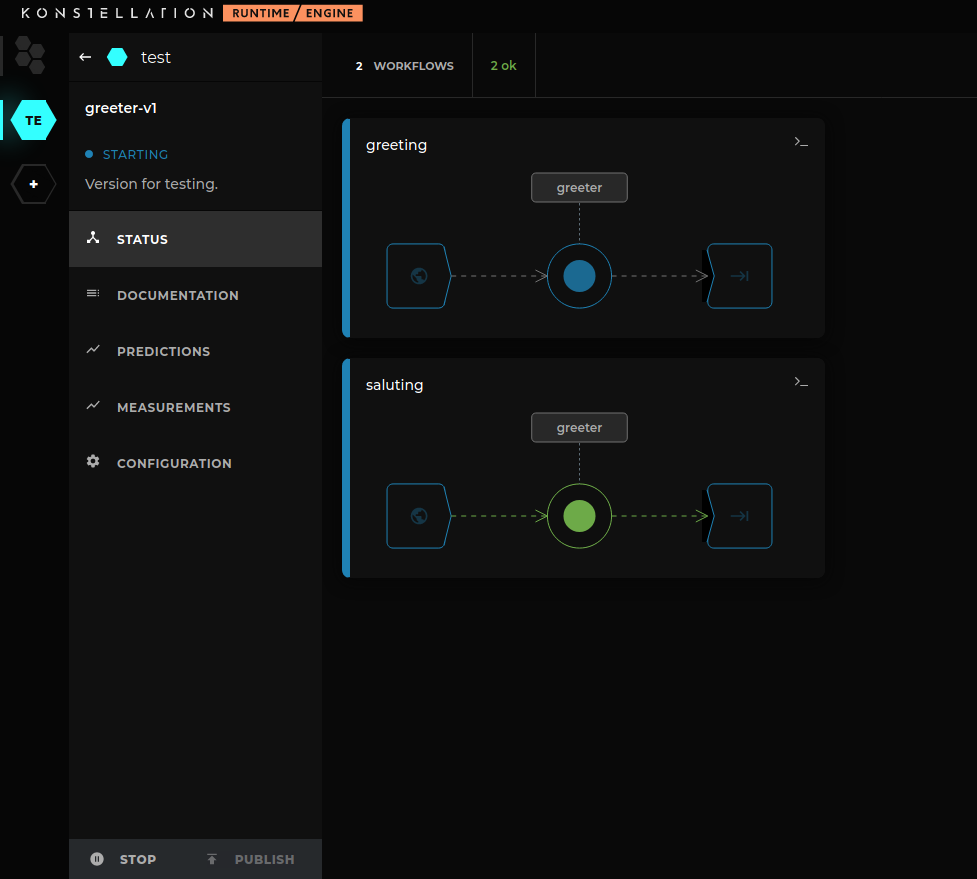 KONSTELLATION RUNTIME / ENGINE
test
TE
+
greeter-v1
STARTING
Version for testing.
STATUS
DOCUMENTATION
PREDICTIONS
MEASUREMENTS
CONFIGURATION
STOP
PUBLISH
2 WORKFLOWS
2 ok
greeting
greeter
saluting
greeter